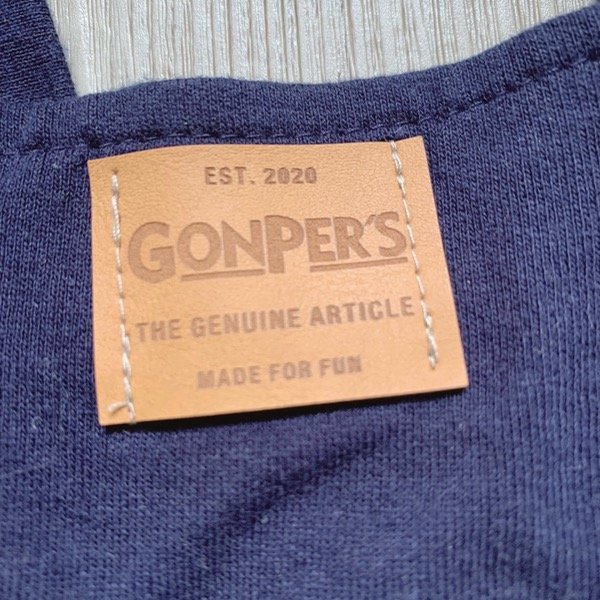 EST. 2020
GONPER'S
THE GENUINE ARTICLE
MADE FOR FUN